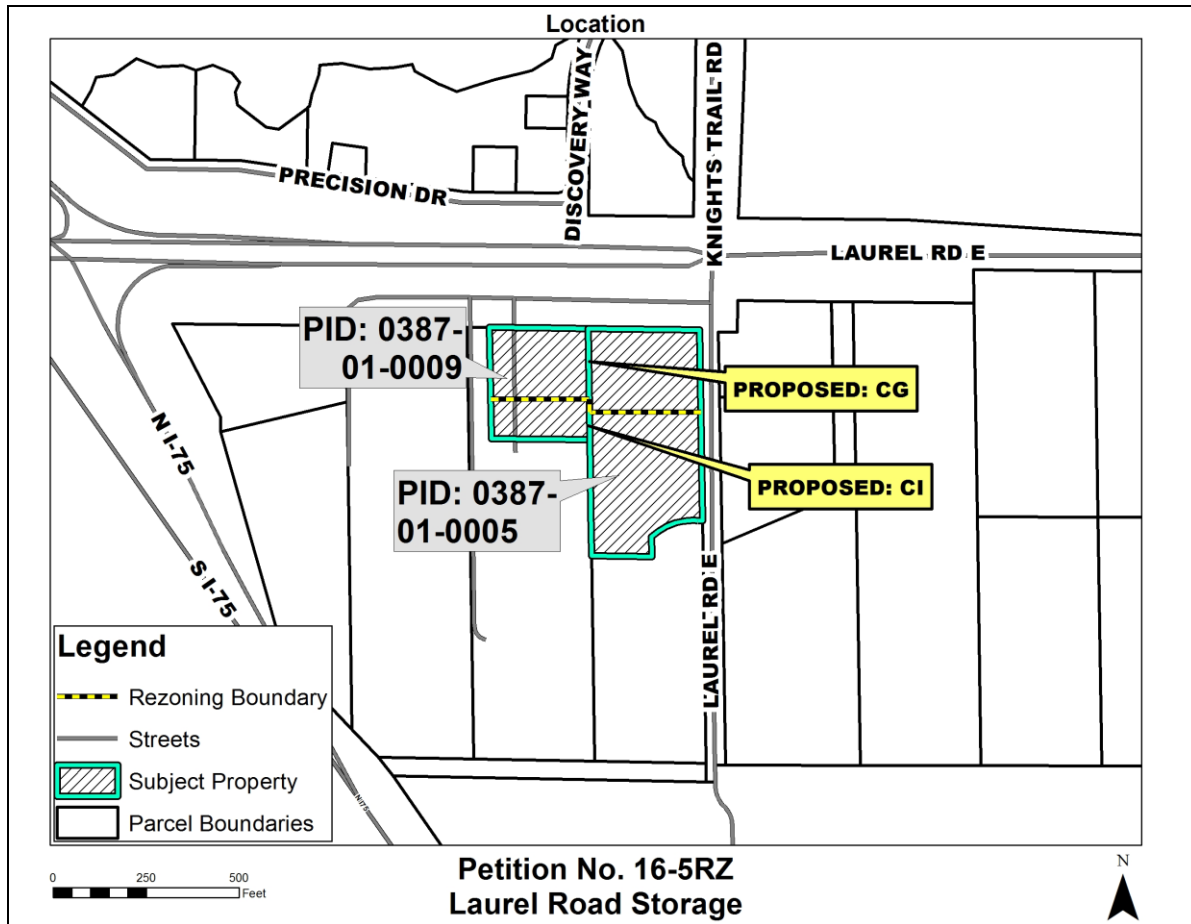 Location
DISCOVERY WAY
KNIGHTS TRAIL RD
PRECISION DR
LAUREL RD E
PID: 0387-
01-0009
PROPOSED: CG
PID: 0387-
01-0005
PROPOSED: CI
N I-75
S I-75
LAUREL RD E
Legend
Rezoning Boundary
Streets
Subject Property
Parcel Boundaries
N I-75
0 250 500
Feet
Petition No. 16-5RZ
Laurel Road Storage
N